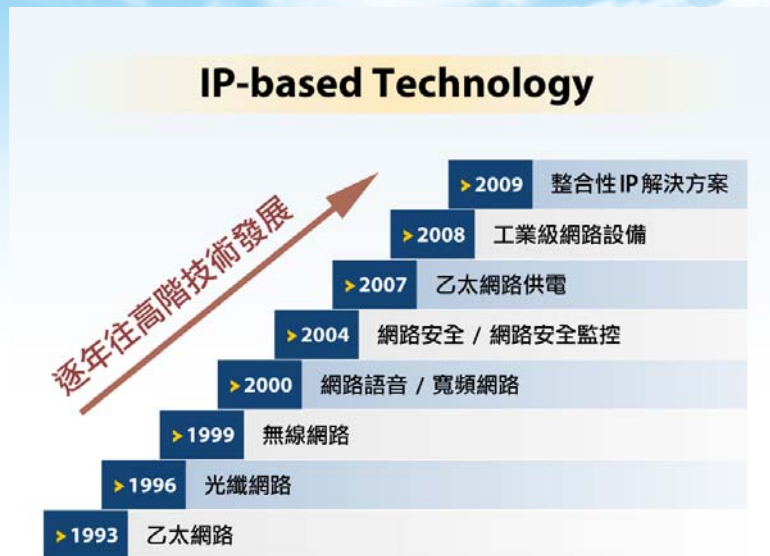 IP-based Technology
逐年往高階技術發展
> 2009 整合性IP解決方案
> 2008 工業級網路設備
> 2007 乙太網路供電
> 2004 網路安全 / 網路安全監控
> 2000 網路語音 / 寬頻網路
> 1999 無線網路
> 1996 光纖網路
> 1993 乙太網路